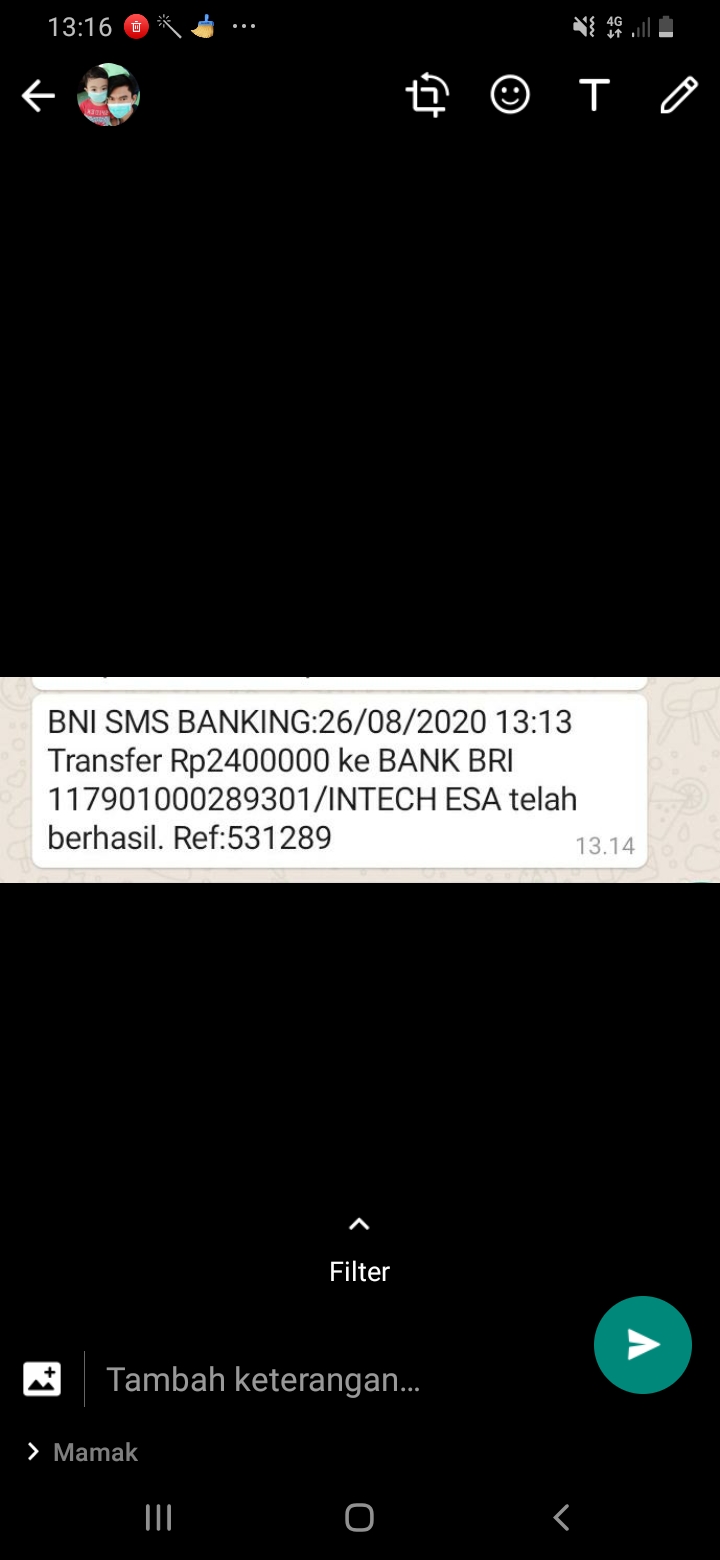 13:16
4G
T
BNI SMS BANKING:26/08/2020 13:13
Transfer Rp2400000 ke BANK BRI
117901000289301/INTECH ESA telah
berhasil. Ref:531289
13.14
Filter
Tambah keterangan...
Mamak